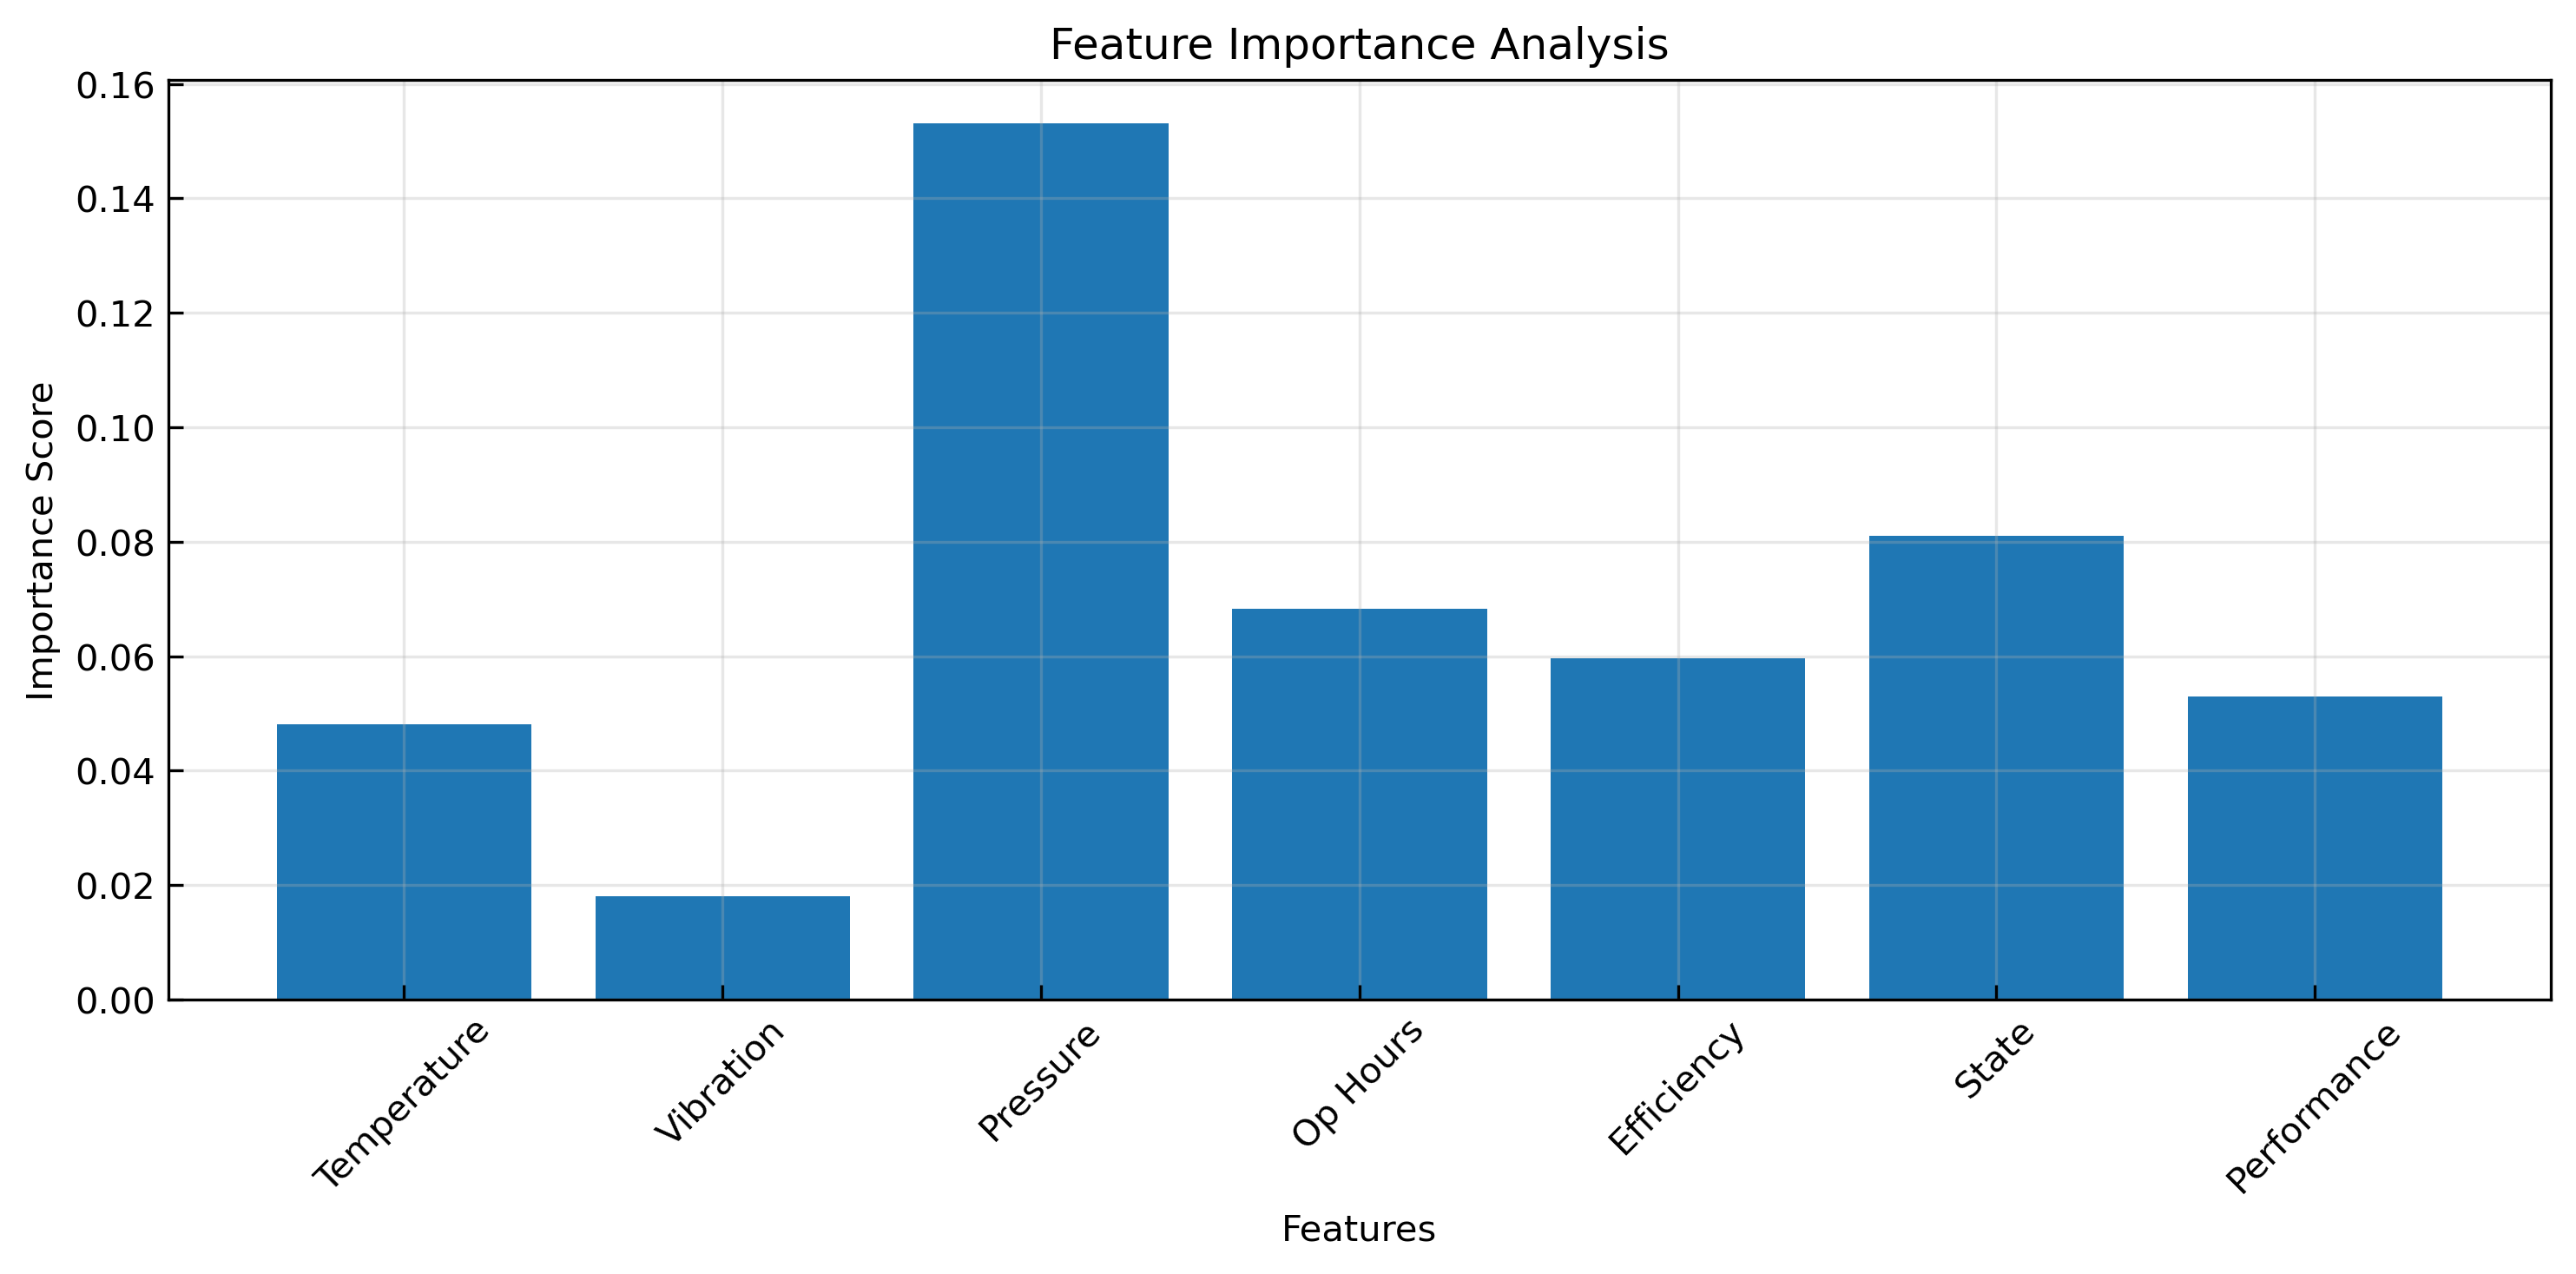 Feature Importance Analysis
Importance Score
0.16
0.14
0.12
0.10
0.08
0.06
0.04
0.02
0.00
Temperature
Vibration
Pressure
Op Hours
Efficiency
State
Performance
Features